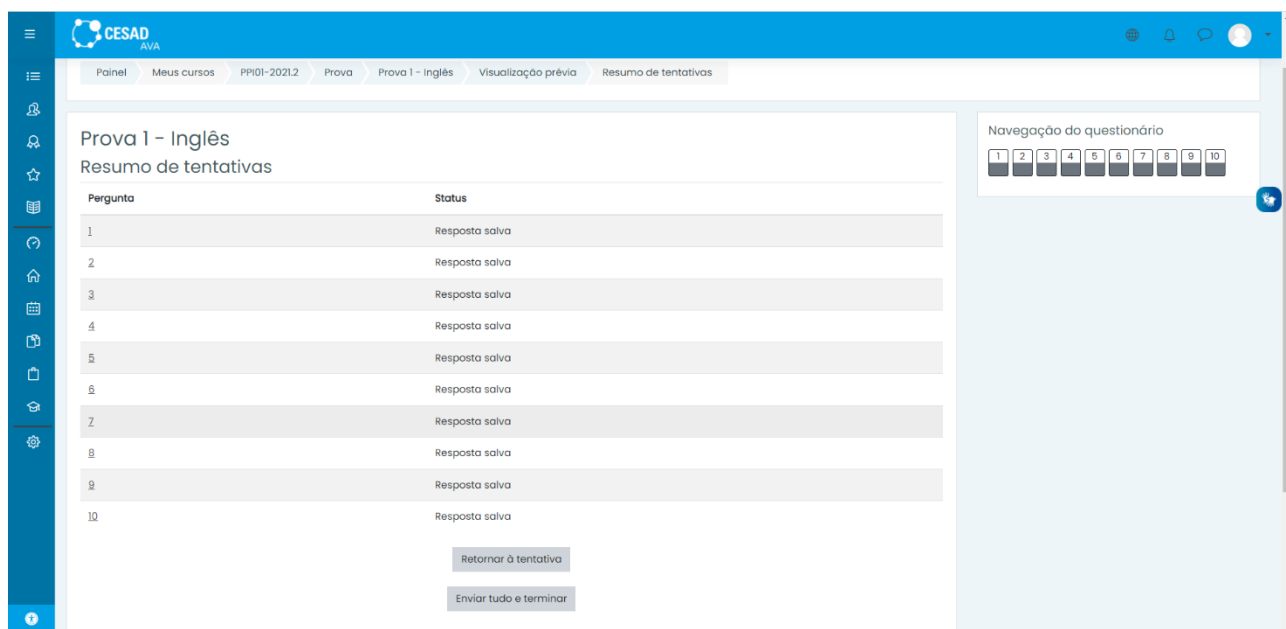 CESAD
AVA
Painel Meus cursos PPI01-2021.2 Prova Prova 1 - Inglês Visualização prévia Resumo de tentativas
Prova 1 - Inglês
Resumo de tentativas
Pergunta Status
1 Resposta salva
2 Resposta salva
3 Resposta salva
4 Resposta salva
5 Resposta salva
6 Resposta salva
7 Resposta salva
8 Resposta salva
9 Resposta salva
10 Resposta salva
Retornar à tentativa
Enviar tudo e terminar
Navegação do questionário
1 2 3 4 5 6 7 8 9 10